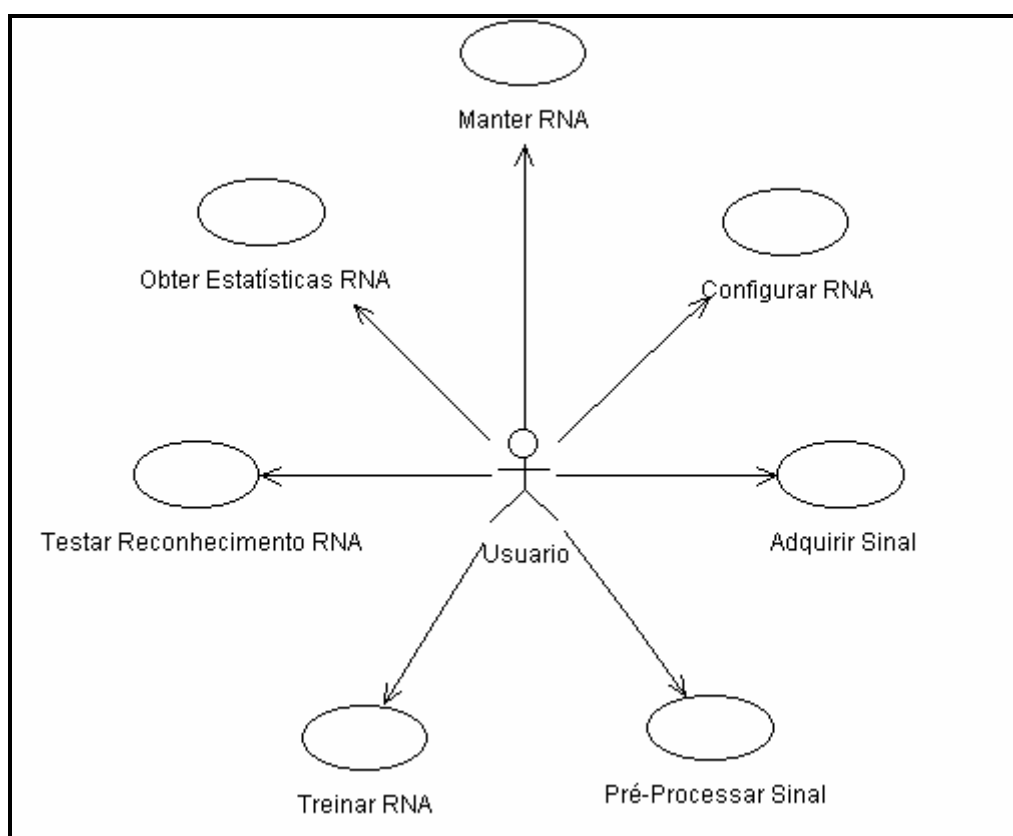 Manter RNA
Obter Estatísticas RNA
Configurar RNA
Testar Reconhecimento RNA
Usuario
Adquirir Sinal
Treinar RNA
Pré-Processar Sinal